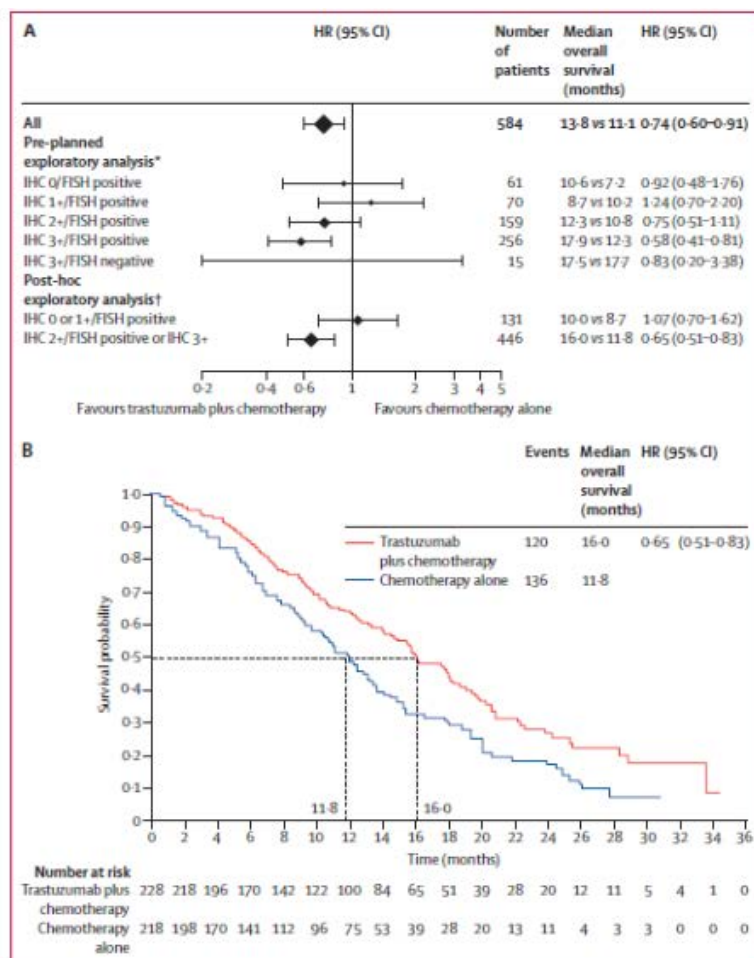 A
HR (95% CI) Number of patients Median overall survival (months) HR (95% CI)
All 584 13·8 vs 11·1 0·74 (0·60–0·91)
Pre-planned
exploratory analysis*
IHC 0/FISH positive 61 10·6 vs 7·2 0·92 (0·48–1·76)
IHC 1+/FISH positive 70 8·7 vs 10·2 1·24 (0·70–2·20)
IHC 2+/FISH positive 159 12·3 vs 10·8 0·75 (0·51–1·11)
IHC 3+/FISH positive 256 17·9 vs 12·3 0·58 (0·41–0·81)
IHC 3+/FISH negative 15 17·5 vs 17·7 0·83 (0·20–3·38)
Post-hoc
exploratory analysis†
IHC 0 or 1+/FISH positive 131 10·0 vs 8·7 1·07 (0·70–1·62)
IHC 2+/FISH positive or IHC 3+ 446 16·0 vs 11·8 0·65 (0·51–0·83)
0·2 0·4 0·6 1 2 3 4 5
Favours trastuzumab plus chemotherapy Favours chemotherapy alone
B
Events Median overall survival (months) HR (95% CI)
Trastuzumab plus chemotherapy 120 16·0 0·65 (0·51–0·83)
Chemotherapy alone 136 11·8
Survival probability
1·0
0·9
0·8
0·7
0·6
0·5
0·4
0·3
0·2
0·1
0
11·8 16·0
0 2 4 6 8 10 12 14 16 18 20 22 24 26 28 30 32 34 36
Time (months)
Number at risk
Trastuzumab plus chemotherapy 228 218 196 170 142 122 100 84 65 51 39 28 20 12 11 5 4 1 0
Chemotherapy alone 218 198 170 141 112 96 75 53 39 28 20 13 11 4 3 3 0 0 0